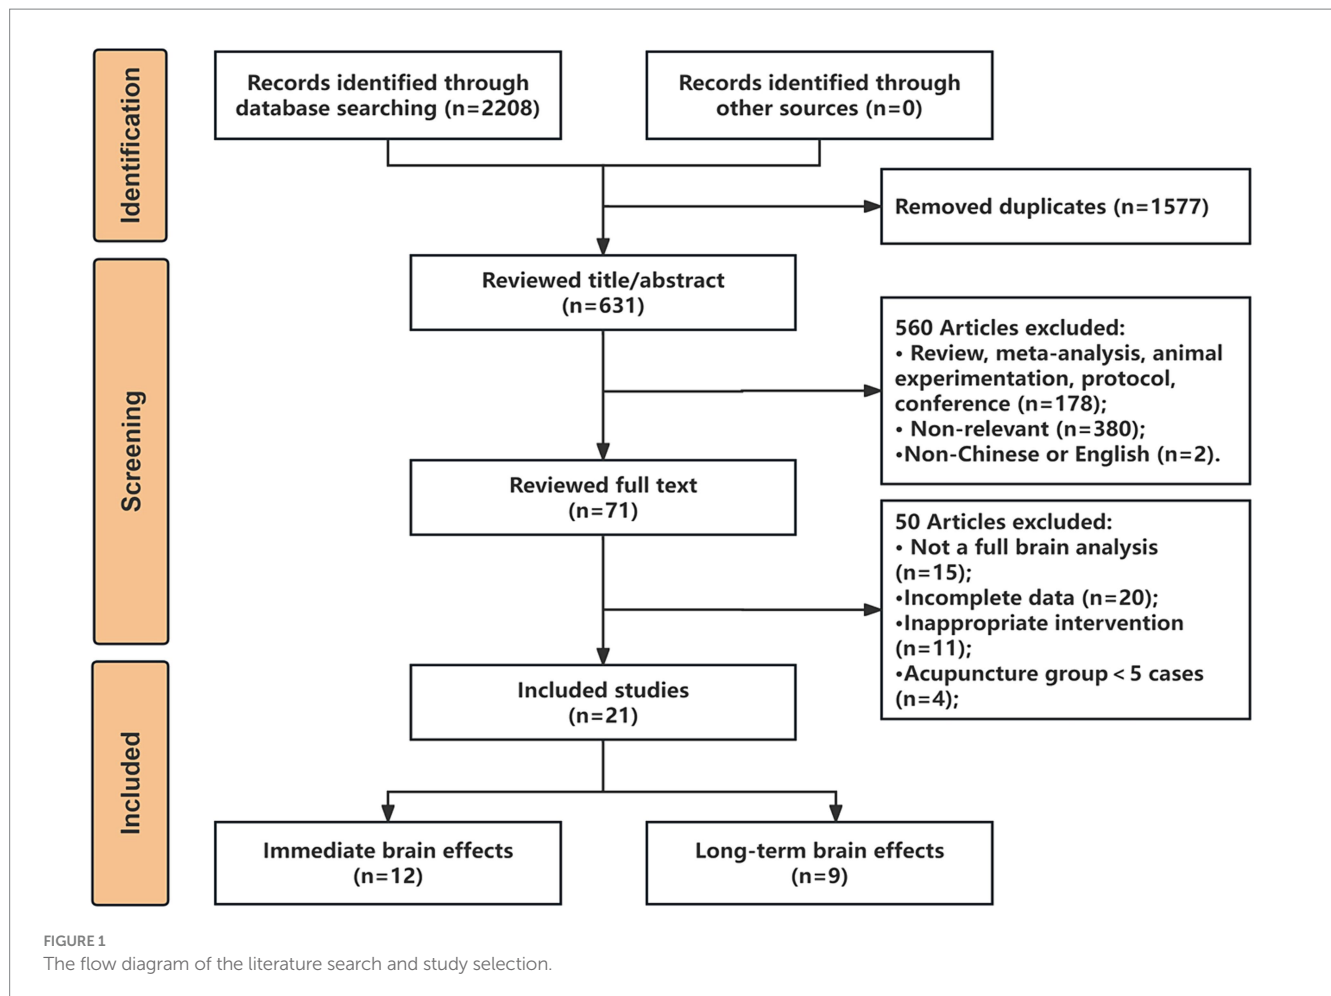 Identification
Records identified through
database searching (n=2208)
Records identified through
other sources (n=0)
Removed duplicates (n=1577)
Screening
Reviewed title/abstract
(n=631)
560 Articles excluded:
• Review, meta-analysis, animal
experimentation, protocol,
conference (n=178);
• Non-relevant (n=380);
•Non-Chinese or English (n=2).
Reviewed full text
(n=71)
50 Articles excluded:
• Not a full brain analysis
(n=15);
•Incomplete data (n=20);
•Inappropriate intervention
(n=11);
•Acupuncture group < 5 cases
(n=4);
Included
Included studies
(n=21)
Immediate brain effects
(n=12)
Long-term brain effects
(n=9)
FIGURE 1
The flow diagram of the literature search and study selection.